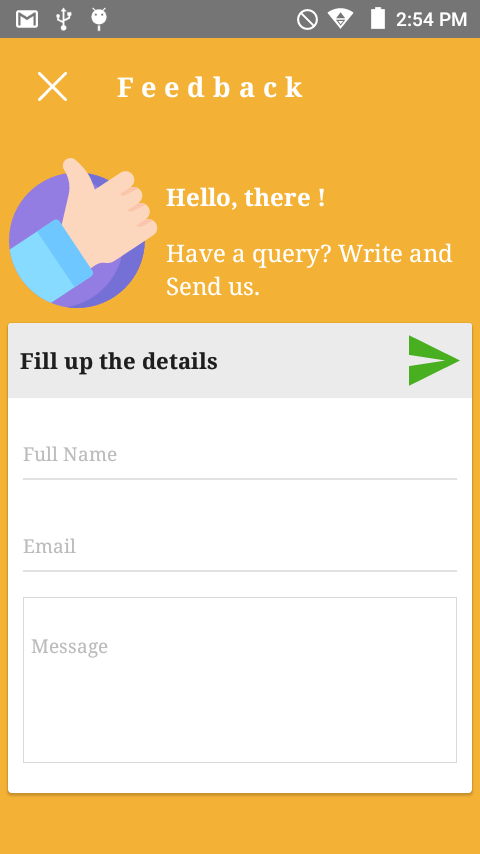 2:54 PM
Feedback
Hello, there !
Have a query? Write and
Send us.
Fill up the details
Full Name
Email
Message